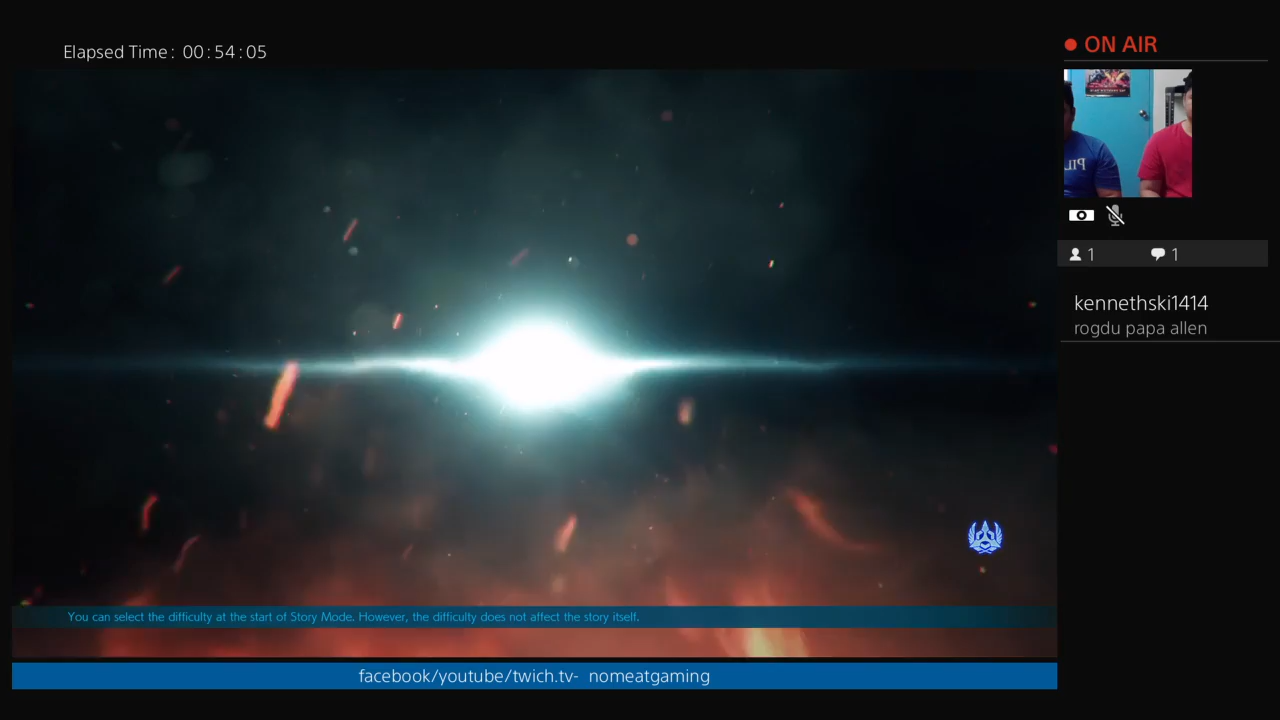 Elapsed Time: 00:54:05
ON AIR
1 1
kennethski1414
rogdu papa allen
You can select the difficulty at the start of Story Mode. However, the difficulty does not affect the story itself.
facebook/youtube/twich.tv- nomeatgaming